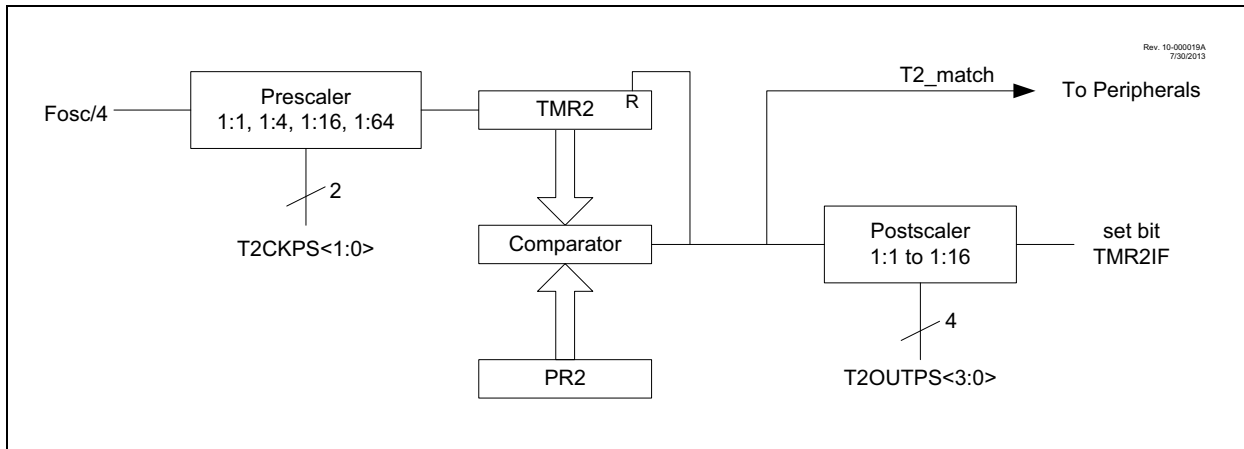 Rev. 10-000019A
7/30/2013
T2_match
To Peripherals
Fosc/4
Prescaler
1:1, 1:4, 1:16, 1:64
TMR2
R
2
T2CKPS<1:0>
Comparator
Postscaler
1:1 to 1:16
set bit
TMR2IF
4
T2OUTPS<3:0>
PR2